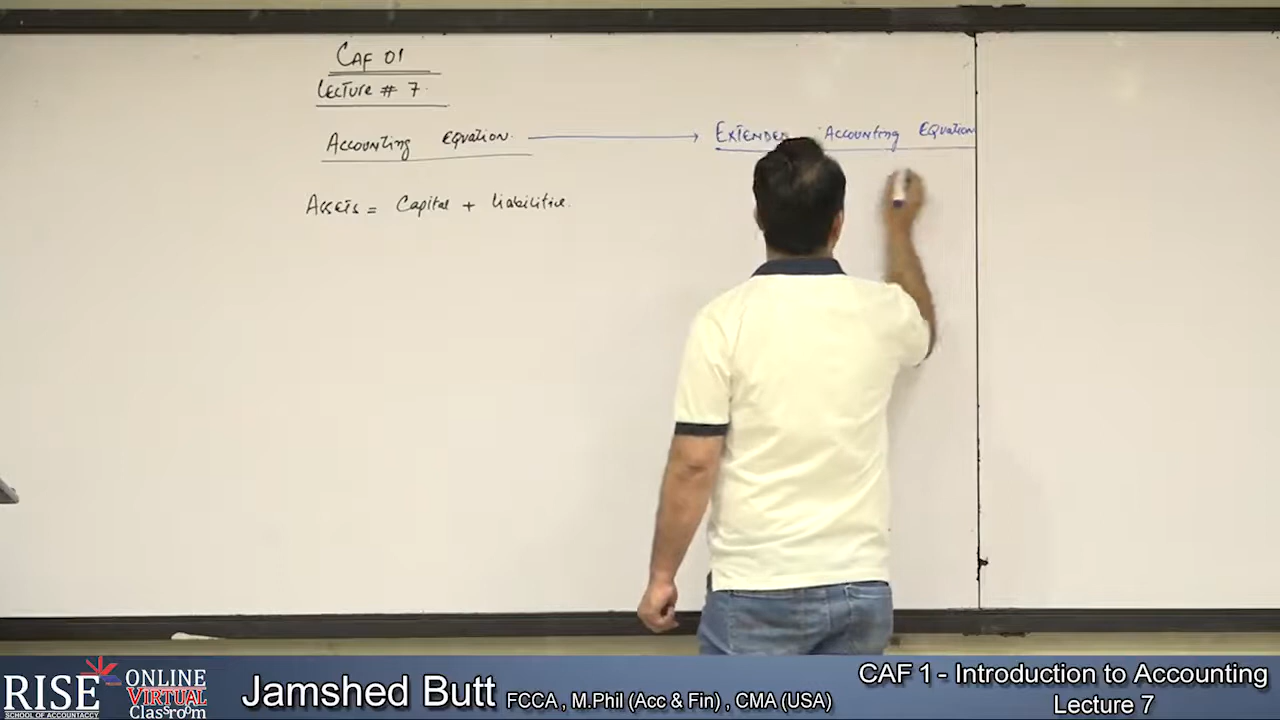 CAF 01
LECTURE # 7.
ACCOUNTING EQUATION. EXTENDED ACCOUNTING EQUATION
ASSETS = Capital + Liabilities.
RISE
SCHOOL OF ACCOUNTANCY
ONLINE
VIRTUAL
Classroom
Jamshed Butt FCCA , M.Phil (Acc & Fin) , CMA (USA)
CAF 1 - Introduction to Accounting
Lecture 7